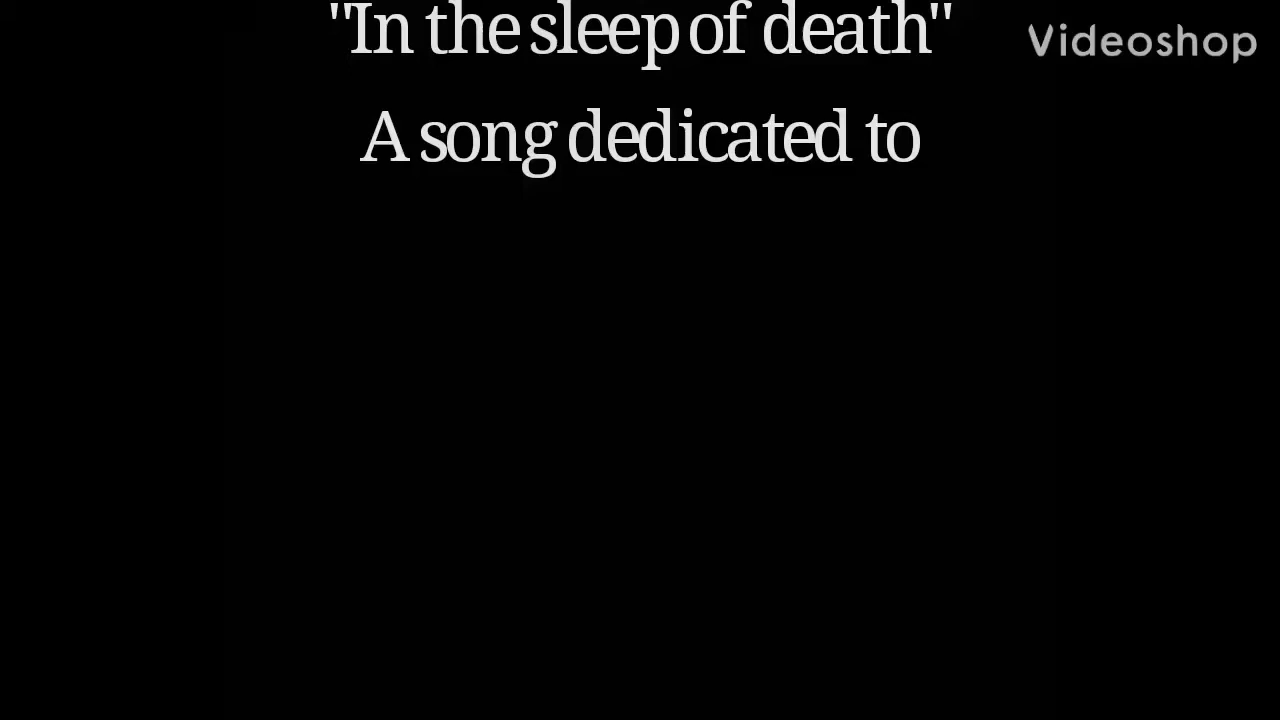 "In the sleep of death"
Videoshop
A song dedicated to